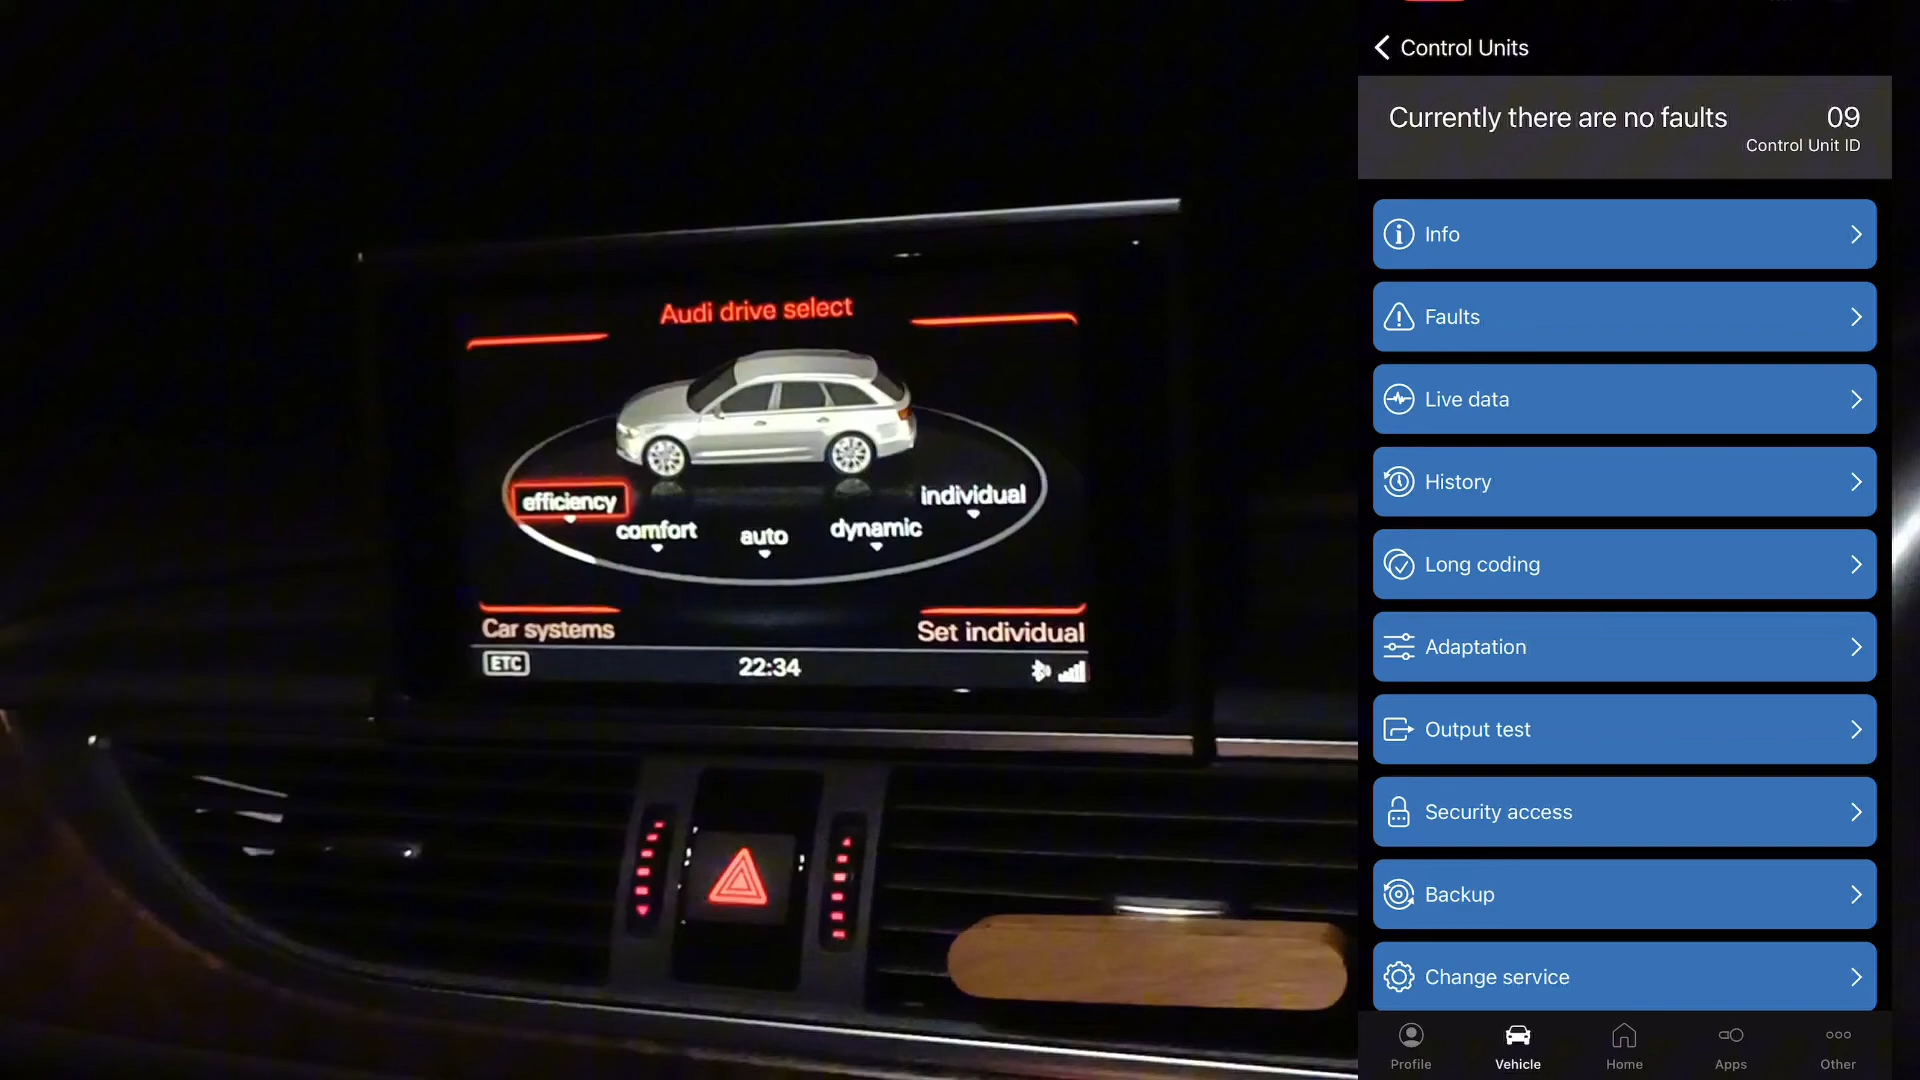 Audi drive select
efficiency
comfort
auto
dynamic
individual
Car systems
Set individual
ETC
22:34
Control Units
Currently there are no faults
09
Control Unit ID
Info
Faults
Live data
History
Long coding
Adaptation
Output test
Security access
Backup
Change service
Profile
Vehicle
Home
Apps
Other